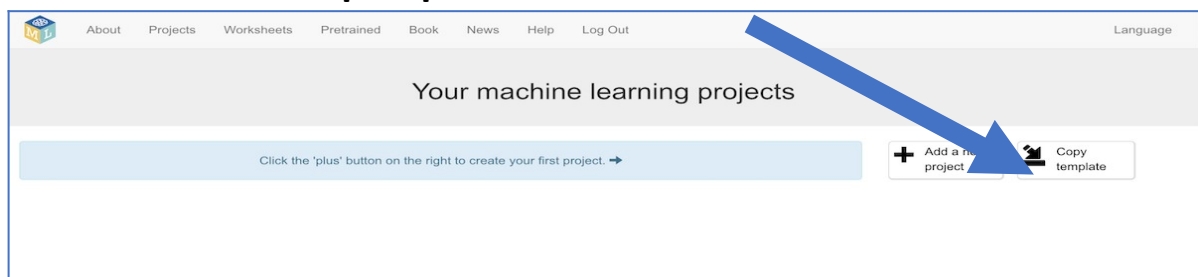 ML
About Projects Worksheets Pretrained Book News Help Log Out Language
Your machine learning projects
Click the 'plus' button on the right to create your first project. ➔
Add a
project
Copy
template